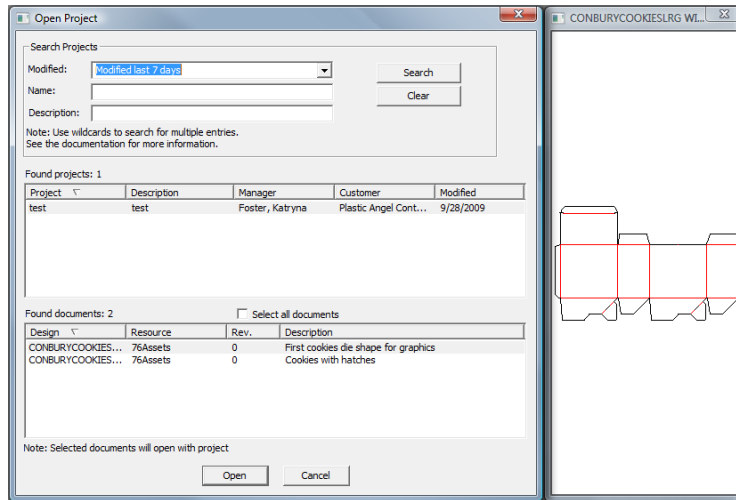 Open Project
CONBURYCOOKIESLRG WI...
Search Projects
Modified: Modified last 7 days Search
Name: Clear
Description:
Note: Use wildcards to search for multiple entries.
See the documentation for more information.
Found projects: 1
Project Description Manager Customer Modified
test test Foster, Katryna Plastic Angel Cont... 9/28/2009
Found documents: 2 Select all documents
Design Resource Rev. Description
CONBURYCOOKIES... 76Assets 0 First cookies die shape for graphics
CONBURYCOOKIES... 76Assets 0 Cookies with hatches
Note: Selected documents will open with project
Open Cancel